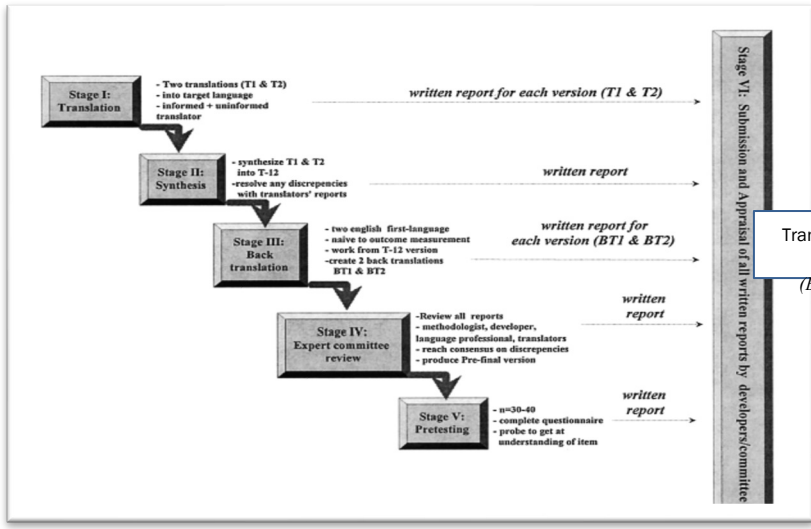 Stage I:
Translation
- Two translations (T1 & T2)
- into target language
- informed + uninformed
translator
written report for each version (T1 & T2)
Stage II:
Synthesis
- synthesize T1 & T2
into T-12
-resolve any discrepancies
with translators' reports
written report
Stage III:
Back
translation
- two english first-language
- naive to outcome measurement
- work from T-12 version
-create 2 back translations
BT1 & BT2
written report for
each version (BT1 & BT2)
Stage IV:
Expert committee
review
-Review all reports
- methodologist, developer,
language professional, translators
- reach consensus on discrepancies
- produce Pre-final version
written
report
Stage V:
Pretesting
- n=30-40
- complete questionnaire
- probe to get at
understanding of item
written
report
Stage VI: Submission and Appraisal of all written reports by developers/committee